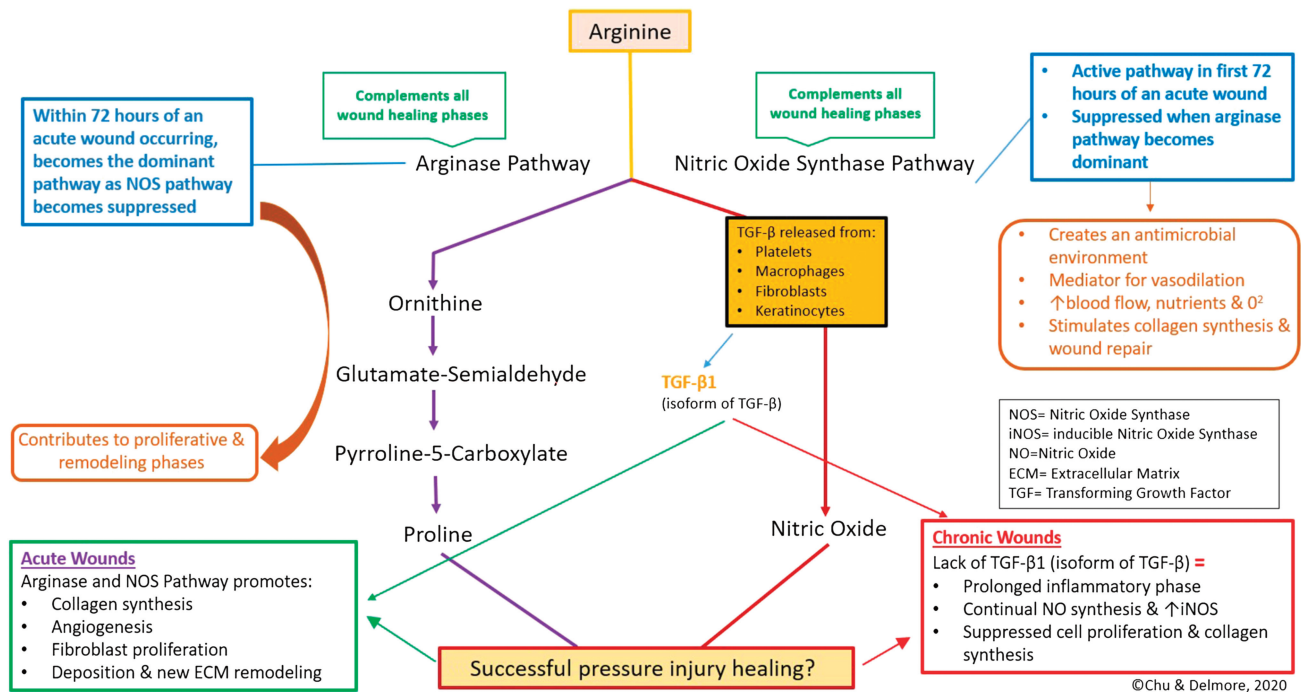 Arginine
Complements all
wound healing phases
Arginase Pathway
Complements all
wound healing phases
Nitric Oxide Synthase Pathway
• Active pathway in first 72
hours of an acute wound
• Suppressed when arginase
pathway becomes
dominant
Within 72 hours of an
acute wound occurring,
becomes the dominant
pathway as NOS pathway
becomes suppressed
TGF-β released from:
• Platelets
• Macrophages
• Fibroblasts
• Keratinocytes
• Creates an antimicrobial
environment
• Mediator for vasodilation
• ↑blood flow, nutrients & 0²
• Stimulates collagen synthesis &
wound repair
Ornithine
Glutamate-Semialdehyde
Pyrroline-5-Carboxylate
Proline
TGF-β1
(isoform of TGF-β)
Nitric Oxide
Contributes to proliferative &
remodeling phases
NOS= Nitric Oxide Synthase
iNOS= inducible Nitric Oxide Synthase
NO=Nitric Oxide
ECM= Extracellular Matrix
TGF= Transforming Growth Factor
Acute Wounds
Arginase and NOS Pathway promotes:
• Collagen synthesis
• Angiogenesis
• Fibroblast proliferation
• Deposition & new ECM remodeling
Chronic Wounds
Lack of TGF-β1 (isoform of TGF-β) =
• Prolonged inflammatory phase
• Continual NO synthesis & ↑iNOS
• Suppressed cell proliferation & collagen
synthesis
Successful pressure injury healing?
©Chu & Delmore, 2020